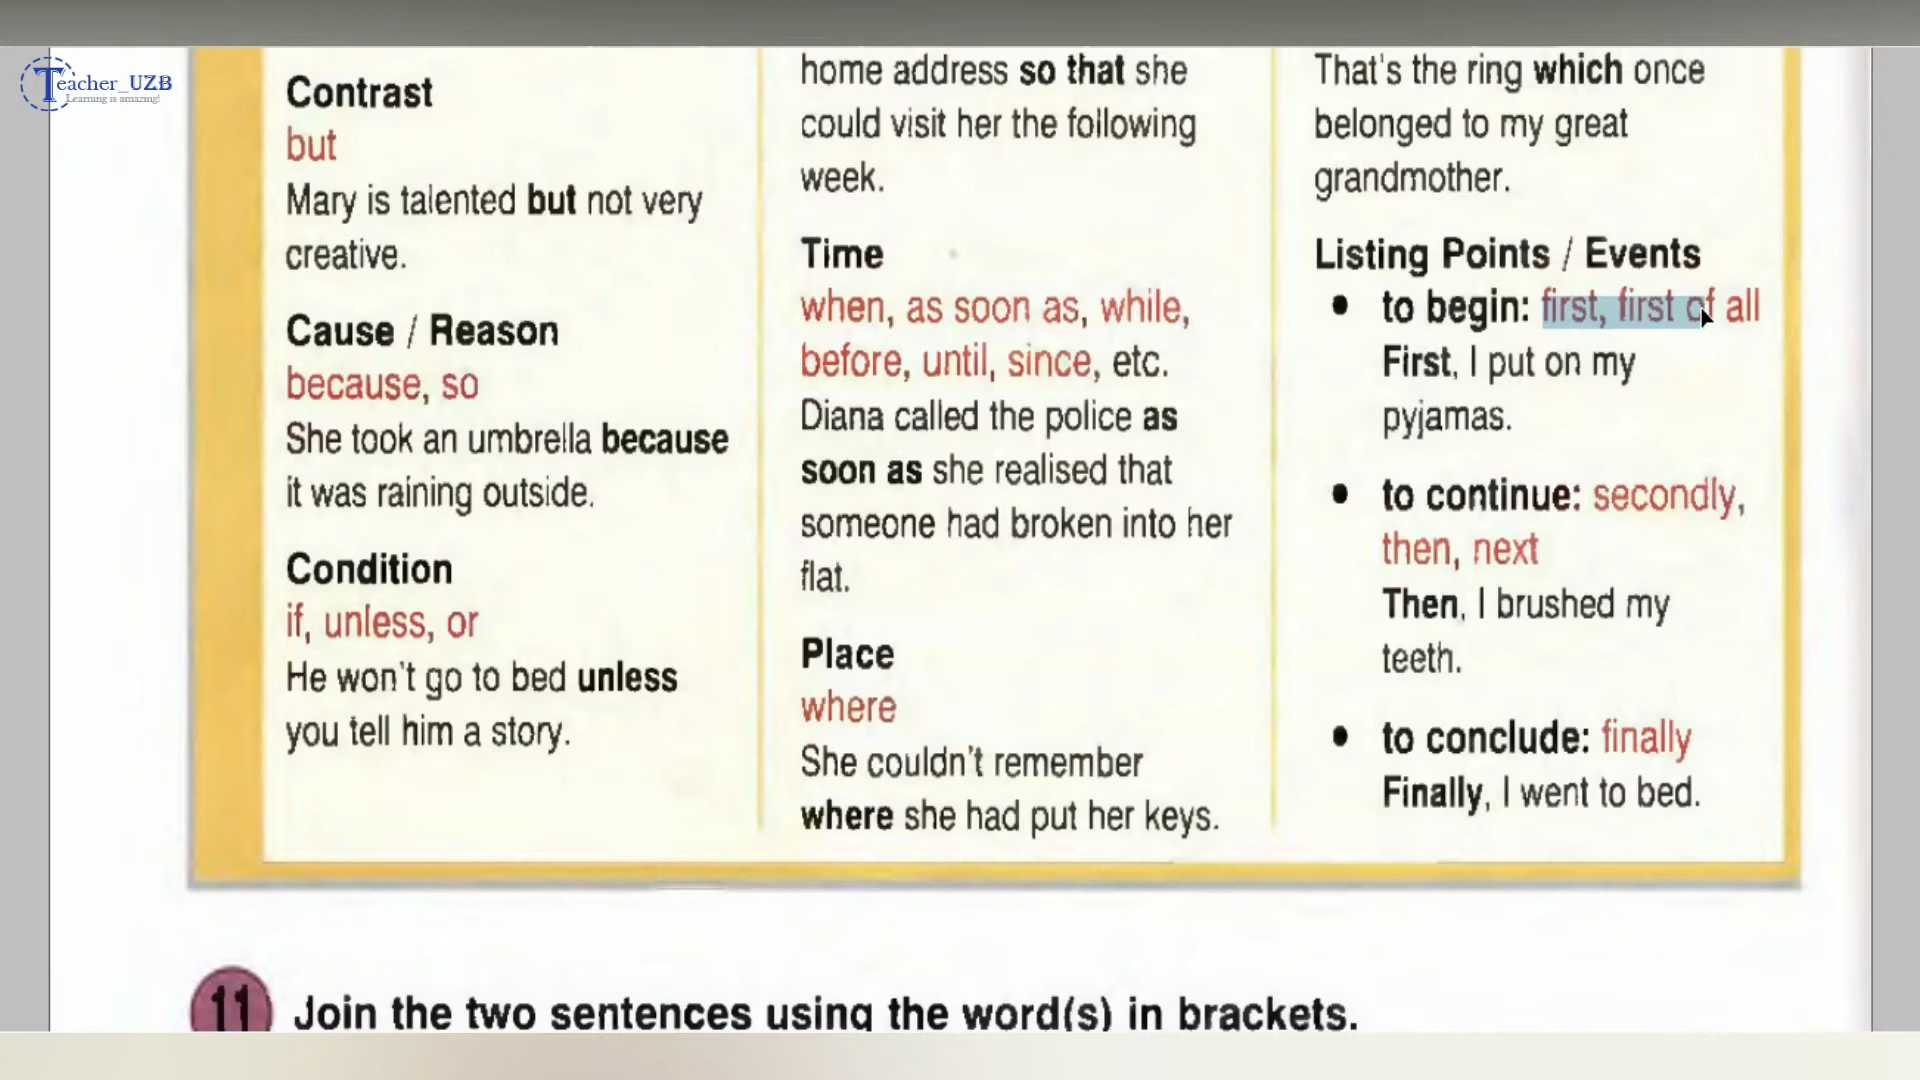 Teacher_UZB
Learning is amazing!
Contrast
but
Mary is talented but not very
creative.
Cause / Reason
because, so
She took an umbrella because
it was raining outside.
Condition
if, unless, or
He won't go to bed unless
you tell him a story.
home address so that she
could visit her the following
week.
Time
when, as soon as, while,
before, until, since, etc.
Diana called the police as
soon as she realised that
someone had broken into her
flat.
Place
where
She couldn't remember
where she had put her keys.
That's the ring which once
belonged to my great
grandmother.
Listing Points / Events
• to begin: first, first of all
First, I put on my
pyjamas.
• to continue: secondly,
then, next
Then, I brushed my
teeth.
• to conclude: finally
Finally, I went to bed.
11 Join the two sentences using the word(s) in brackets.